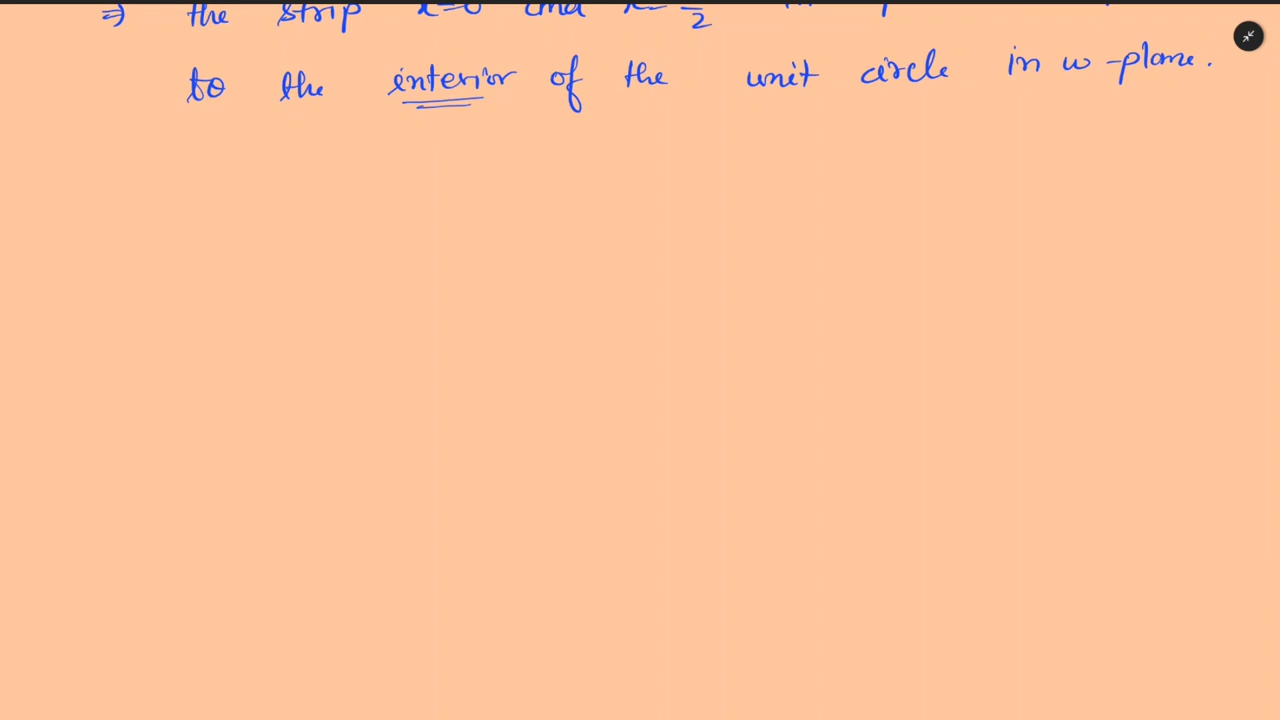 ⇒ the strip x=0 and x= 2
to the interior of the unit circle in w-plane.